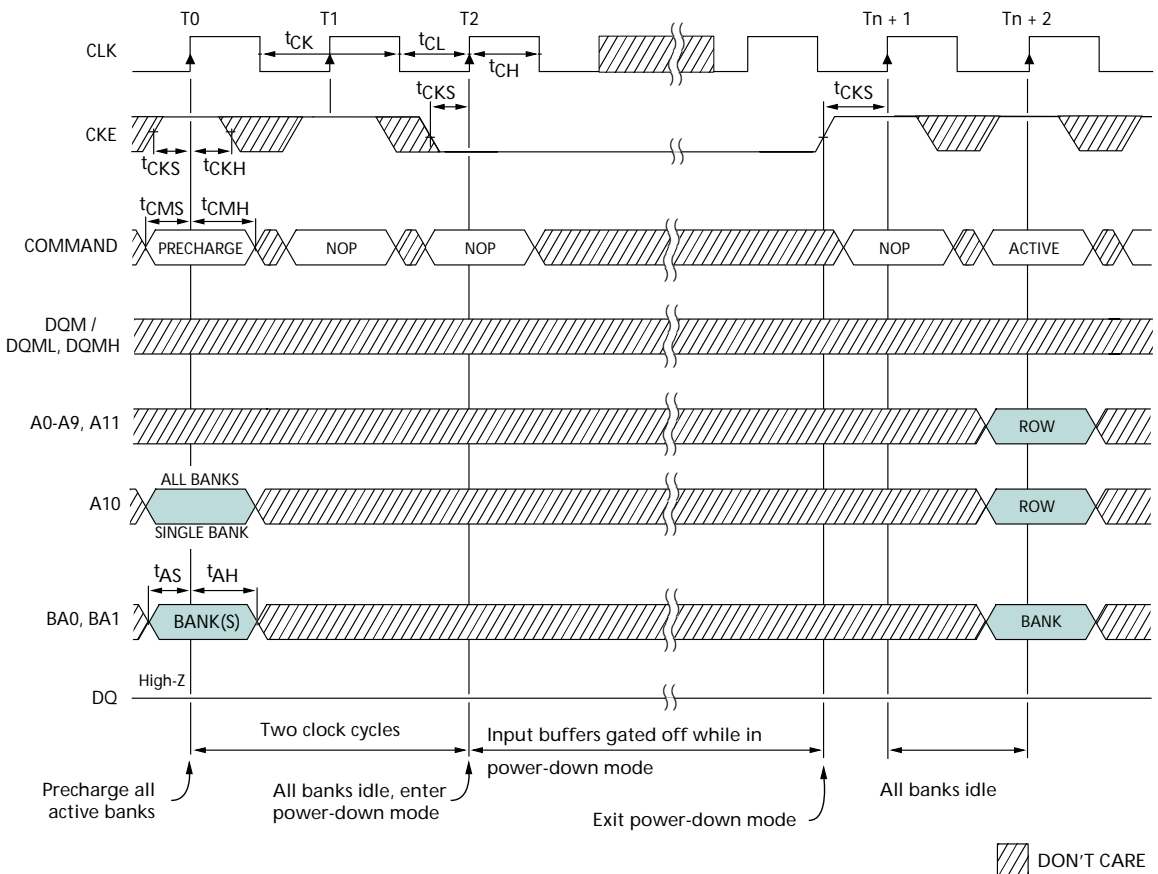 T0 T1 T2 Tn + 1 Tn + 2
CLK
tCK tCL tCH
tCKS tCKS
CKE
tCKS tCKH
tCMS tCMH
COMMAND PRECHARGE NOP NOP NOP ACTIVE
DQM /
DQML, DQMH
A0-A9, A11 ROW
ALL BANKS
A10 ROW
SINGLE BANK
tAS tAH
BA0, BA1 BANK(S) BANK
High-Z
DQ
Two clock cycles
Input buffers gated off while in
power-down mode
Precharge all
active banks
All banks idle, enter
power-down mode
Exit power-down mode
All banks idle
DON'T CARE